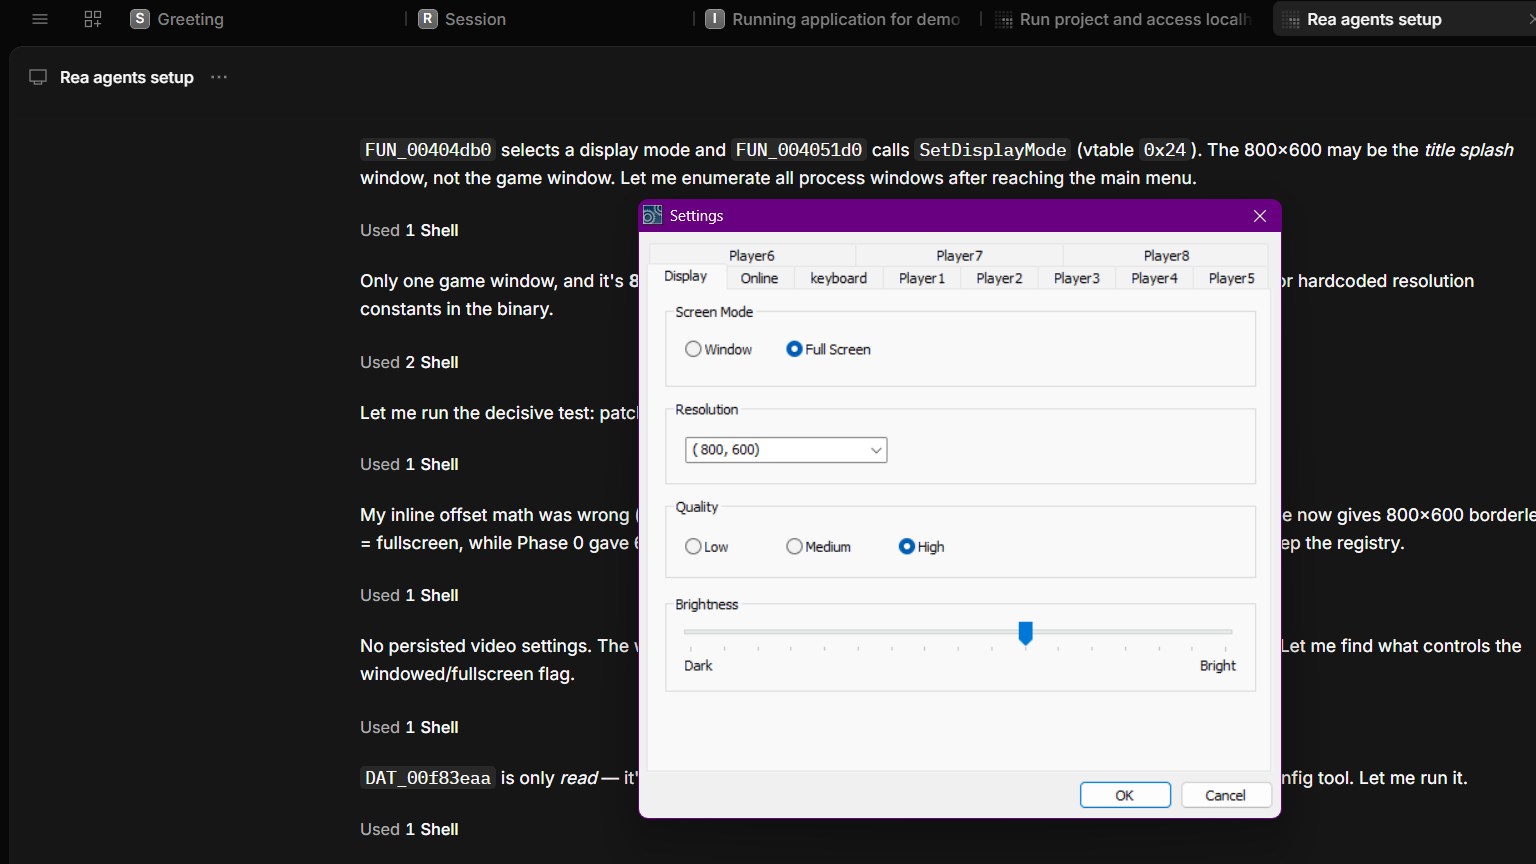 S Greeting
R Session
I Running application for demo
Run project and access localh
Rea agents setup
Rea agents setup ...
FUN_00404db0 selects a display mode and FUN_004051d0 calls SetDisplayMode (vtable 0x24). The 800×600 may be the title splash
window, not the game window. Let me enumerate all process windows after reaching the main menu.
Used 1 Shell
Only one game window, and it's 8
or hardcoded resolution
constants in the binary.
Used 2 Shell
Let me run the decisive test: patch
Used 1 Shell
My inline offset math was wrong (
e now gives 800×600 borderle
= fullscreen, while Phase 0 gave 6
ep the registry.
Used 1 Shell
No persisted video settings. The w
Let me find what controls the
windowed/fullscreen flag.
Used 1 Shell
DAT_00f83eaa is only read — it'
nfig tool. Let me run it.
Used 1 Shell
Settings
Player6 Player7 Player8
Display Online keyboard Player1 Player2 Player3 Player4 Player5
Screen Mode
Window Full Screen
Resolution
( 800, 600)
Quality
Low Medium High
Brightness
Dark Bright
OK Cancel